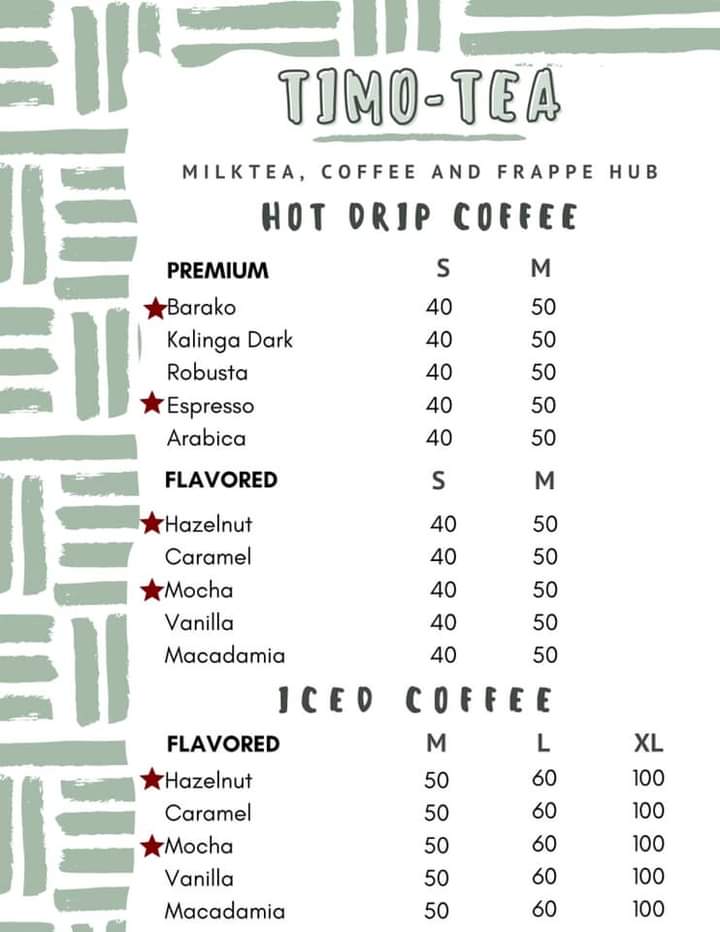 TIMO-TEA
MILKTEA, COFFEE AND FRAPPE HUB
HOT DRIP COFFEE
PREMIUM S M
Barako 40 50
Kalinga Dark 40 50
Robusta 40 50
Espresso 40 50
Arabica 40 50
FLAVORED S M
Hazelnut 40 50
Caramel 40 50
Mocha 40 50
Vanilla 40 50
Macadamia 40 50
ICED COFFEE
FLAVORED M L XL
Hazelnut 50 60 100
Caramel 50 60 100
Mocha 50 60 100
Vanilla 50 60 100
Macadamia 50 60 100